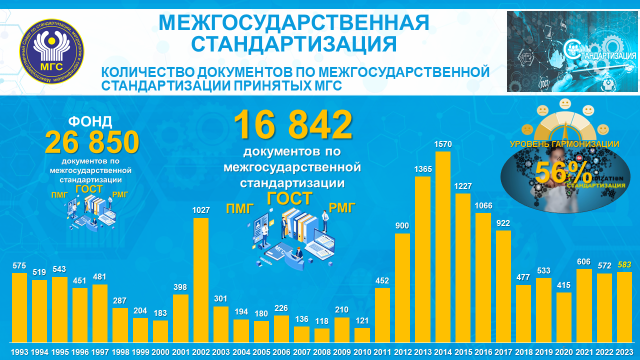 МЕЖГОСУДАРСТВЕННАЯ
СТАНДАРТИЗАЦИЯ
КОЛИЧЕСТВО ДОКУМЕНТОВ ПО МЕЖГОСУДАРСТВЕННОЙ
СТАНДАРТИЗАЦИИ ПРИНЯТЫХ МГС
МГС
СТАНДАРТИЗАЦИЯ
ФОНД
26 850
документов по
межгосударственной
стандартизации
ГОСТ
ПМГ РМГ
16 842
документов по
межгосударственной
стандартизации
ГОСТ
ПМГ РМГ
УРОВЕНЬ ГАРМОНИЗАЦИИ
56%
СТАНДАРТИЗАЦИЯ
575 519 543 451 481 287 204 183 398 1027 301 194 180 226 136 118 210 121 452 900 1365 1570 1227 1066 922 477 533 415 606 572 583
1993 1994 1995 1996 1997 1998 1999 2000 2001 2002 2003 2004 2005 2006 2007 2008 2009 2010 2011 2012 2013 2014 2015 2016 2017 2018 2019 2020 2021 2022 2023